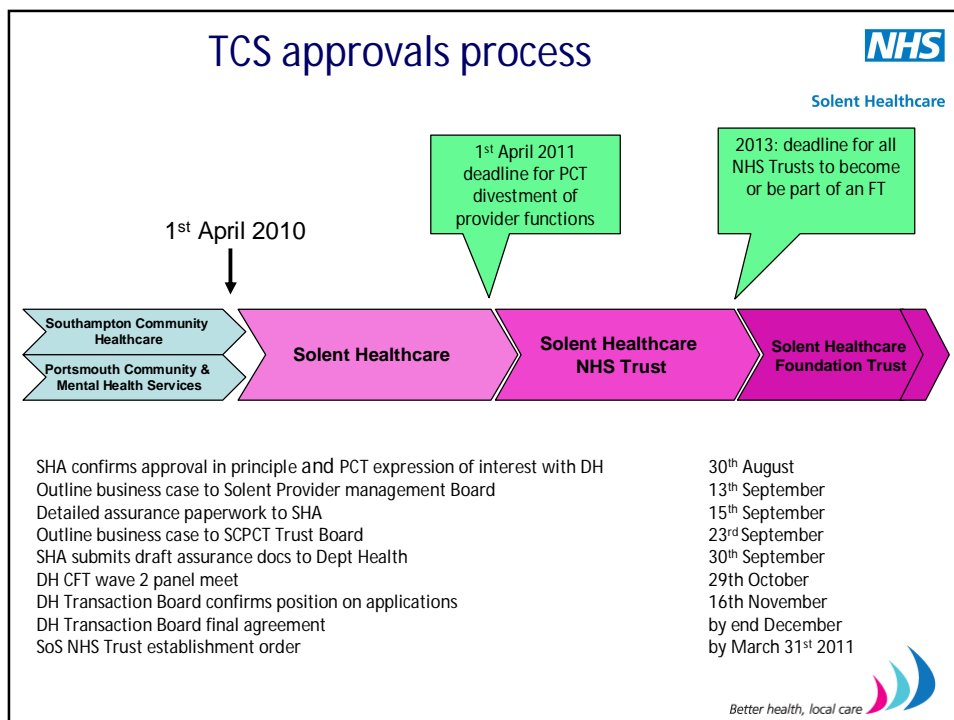 TCS approvals process
NHS
Solent Healthcare
1st April 2010
1st April 2011
deadline for PCT
divestment of
provider functions
2013: deadline for all
NHS Trusts to become
or be part of an FT
Southampton Community
Healthcare
Portsmouth Community &
Mental Health Services
Solent Healthcare
Solent Healthcare
NHS Trust
Solent Healthcare
Foundation Trust
SHA confirms approval in principle and PCT expression of interest with DH 30th August
Outline business case to Solent Provider management Board 13th September
Detailed assurance paperwork to SHA 15th September
Outline business case to SCPCT Trust Board 23rd September
SHA submits draft assurance docs to Dept Health 30th September
DH CFT wave 2 panel meet 29th October
DH Transaction Board confirms position on applications 16th November
DH Transaction Board final agreement by end December
SoS NHS Trust establishment order by March 31st 2011
Better health, local care